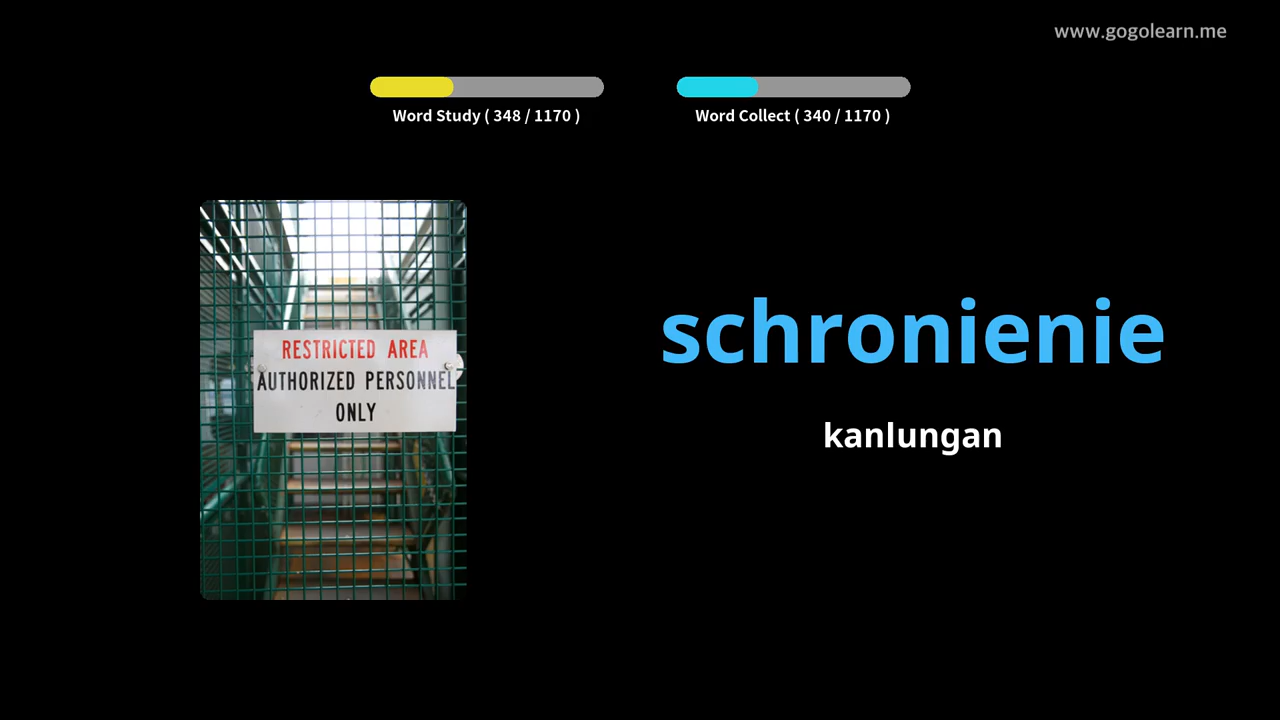 www.gogolearn.me
Word Study ( 348 / 1170 )
Word Collect ( 340 / 1170 )
RESTRICTED AREA
AUTHORIZED PERSONNEL
ONLY
schronienie
kanlungan